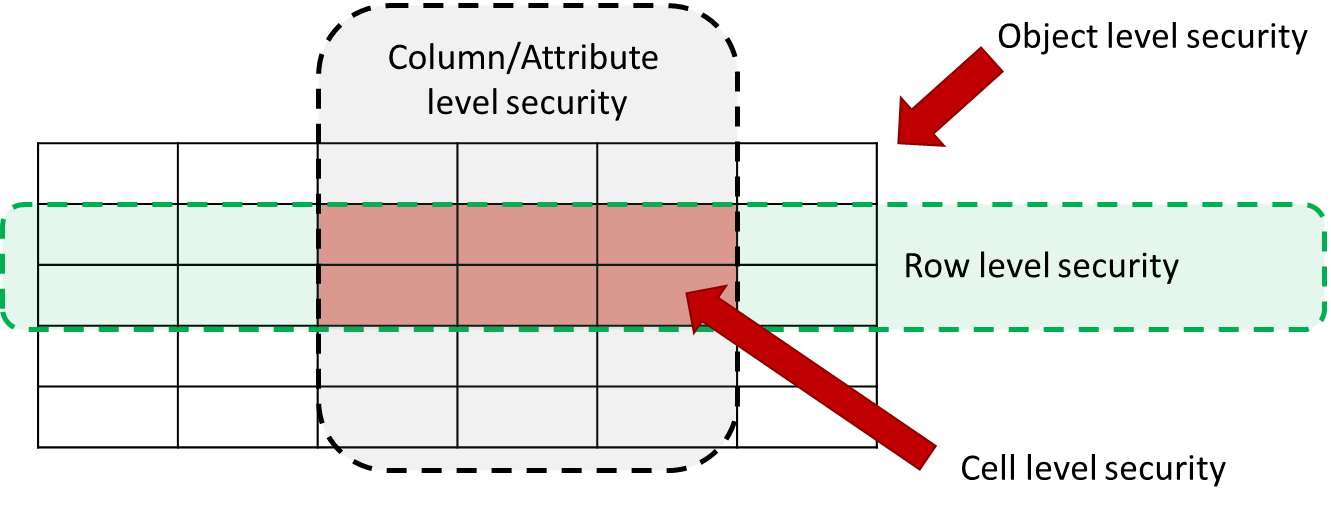 Object level security
Column/Attribute
level security
Row level security
Cell level security